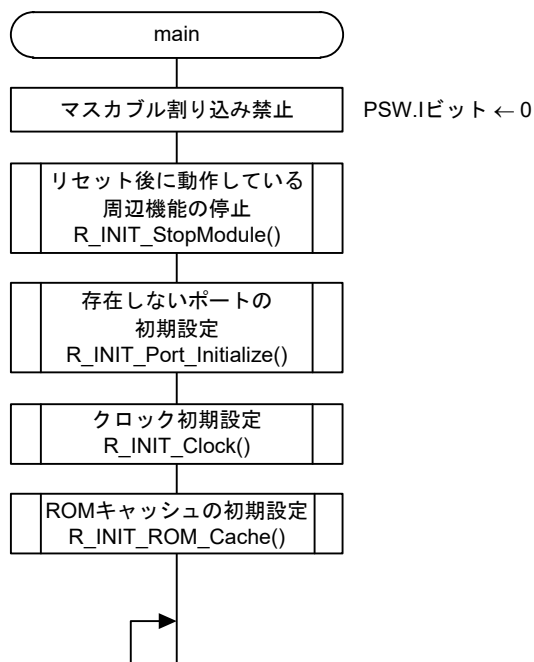 main
マスカブル割り込み禁止 PSW.Iビット ← 0
リセット後に動作している
周辺機能の停止
R_INIT_StopModule()
存在しないポートの
初期設定
R_INIT_Port_Initialize()
クロック初期設定
R_INIT_Clock()
ROMキャッシュの初期設定
R_INIT_ROM_Cache()